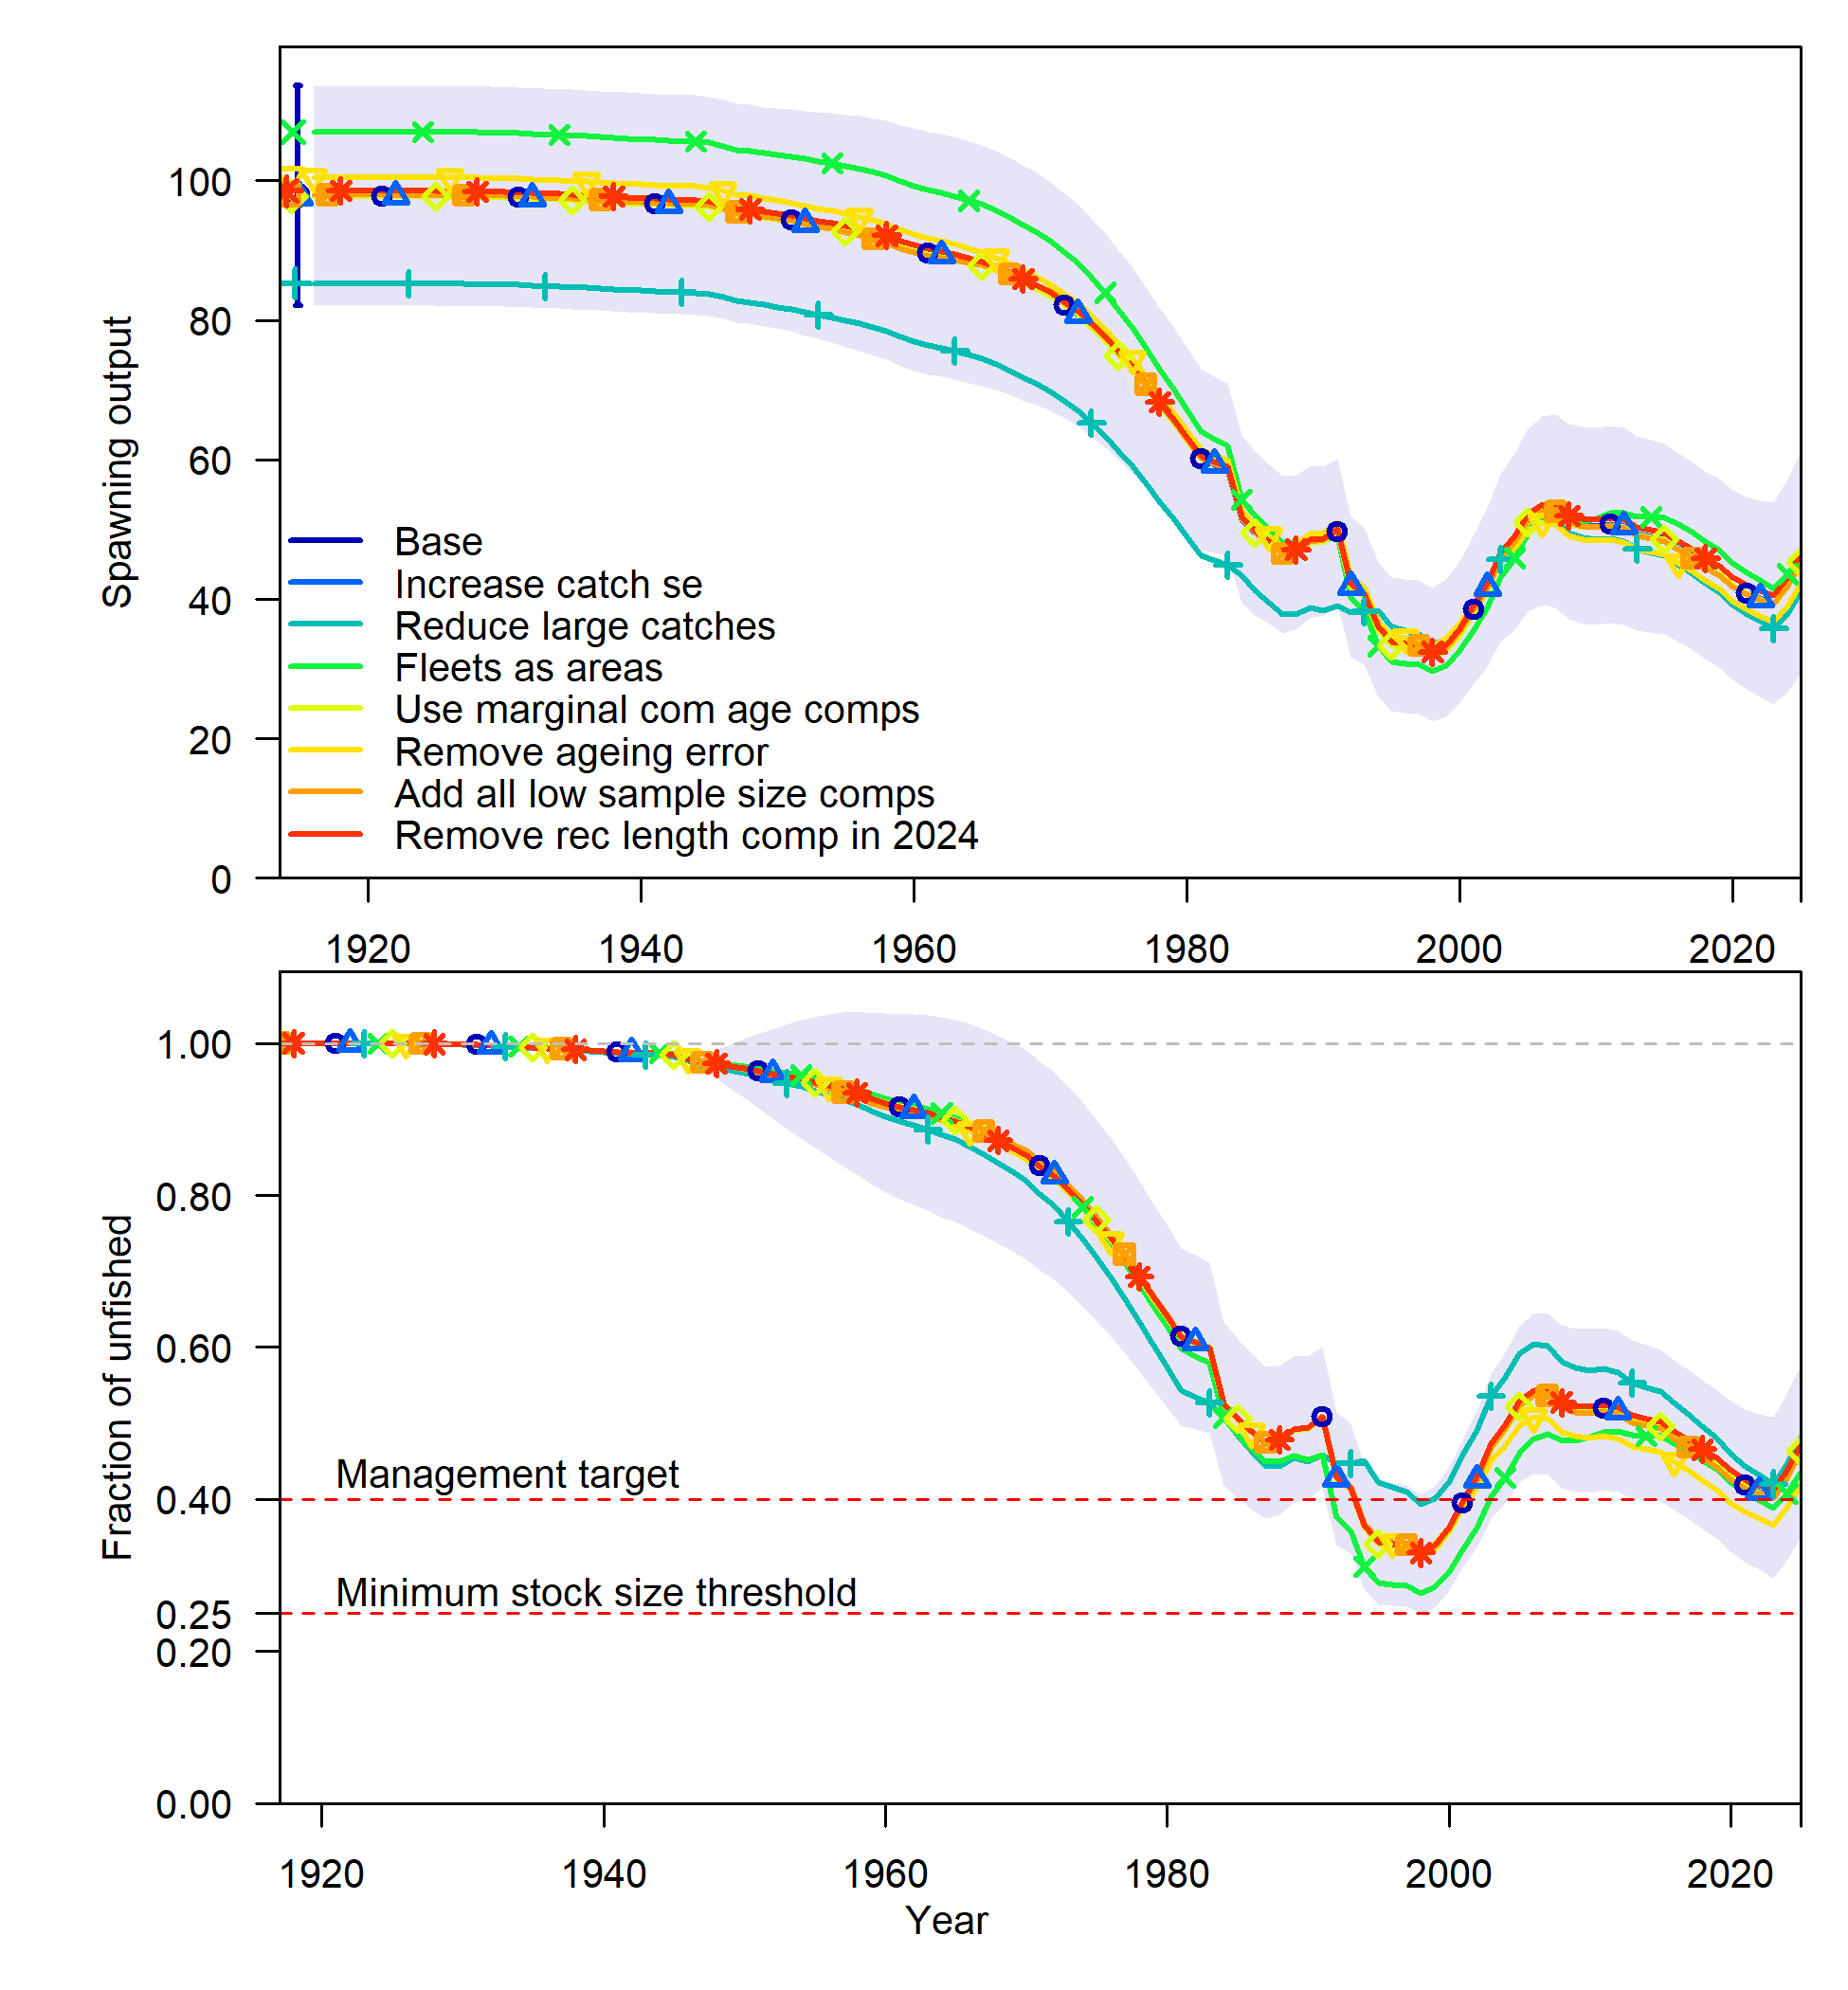 Spawning output
100
80
60
40
20
0
Base
Increase catch se
Reduce large catches
Fleets as areas
Use marginal com age comps
Remove ageing error
Add all low sample size comps
Remove rec length comp in 2024
1920 1940 1960 1980 2000 2020
Fraction of unfished
1.00
0.80
0.60
0.40
0.25
0.20
0.00
Management target
Minimum stock size threshold
1920 1940 1960 1980 2000 2020
Year